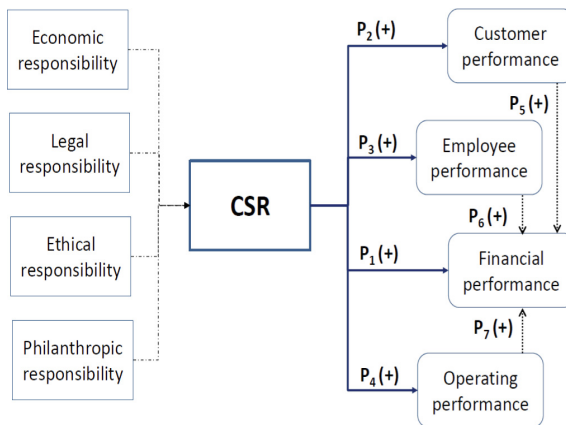 Economic
responsibility
Legal
responsibility
Ethical
responsibility
Philanthropic
responsibility
CSR
P₂ (+)
P₃ (+)
P₁ (+)
P₄ (+)
Customer
performance
P₅ (+)
Employee
performance
P₆ (+)
Financial
performance
P₇ (+)
Operating
performance